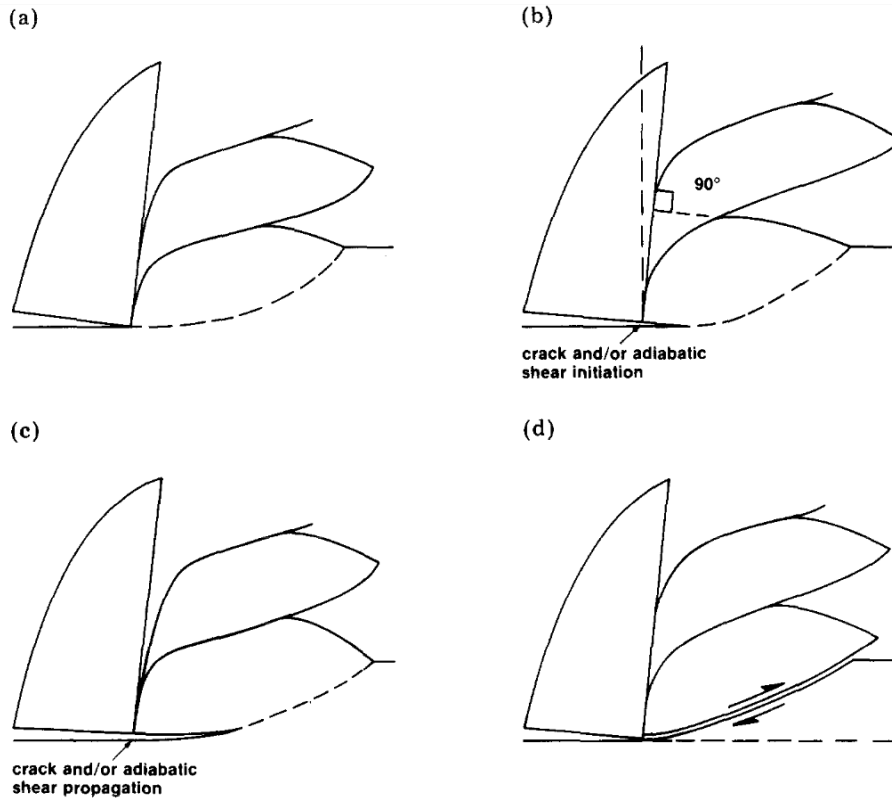 (a)
(b)
90°
crack and/or adiabatic
shear initiation
(c)
(d)
crack and/or adiabatic
shear propagation